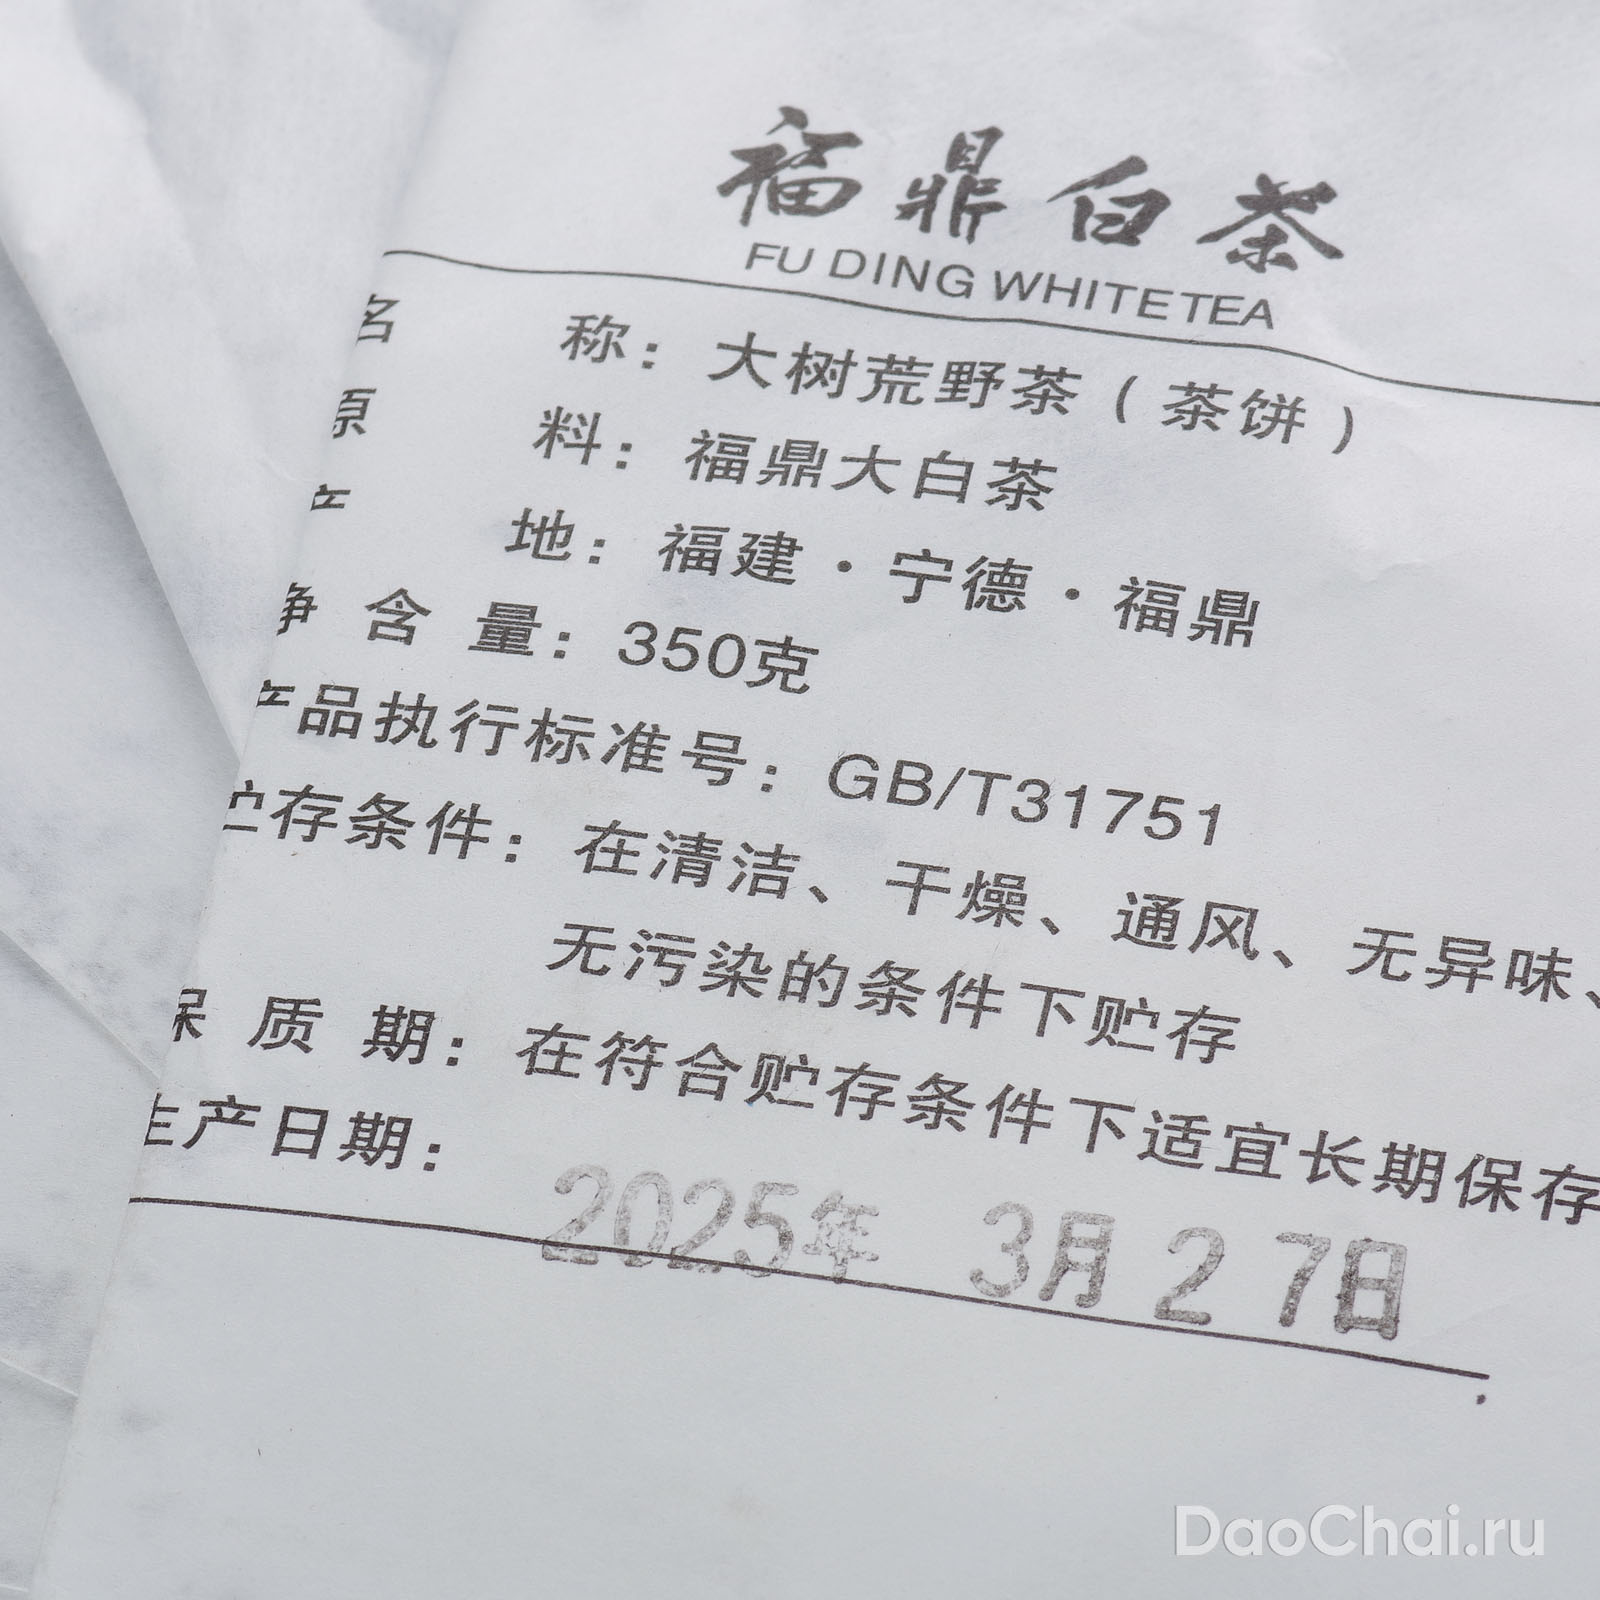 福鼎白茶
FU DING WHITE TEA
名 称：大树荒野茶（茶饼）
原 料：福鼎大白茶
产 地：福建·宁德·福鼎
净含量：350克
产品执行标准号：GB/T31751
贮存条件：在清洁、干燥、通风、无异味、
无污染的条件下贮存
保质期：在符合贮存条件下适宜长期保存
生产日期：
2025年 3月27日
DaoChai.ru